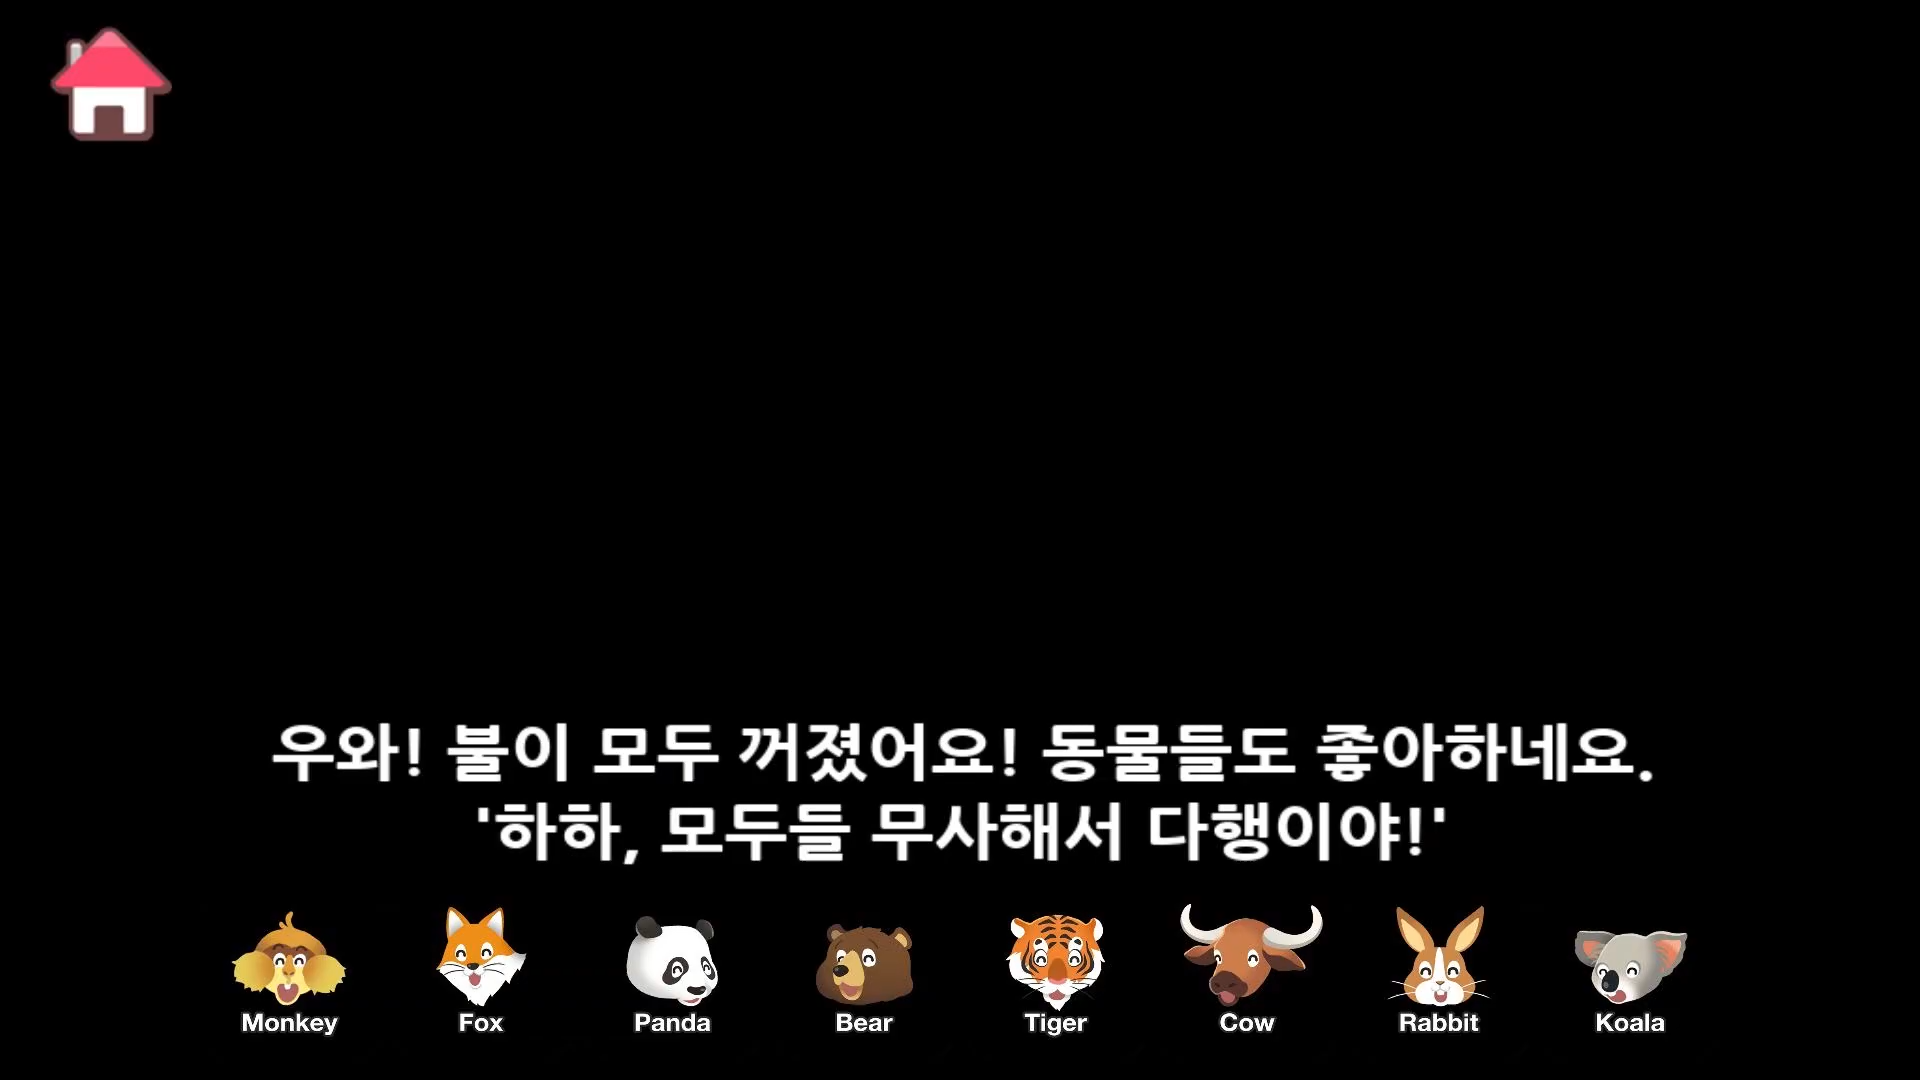 우와! 불이 모두 꺼졌어요! 동물들도 좋아하네요.
'하하, 모두들 무사해서 다행이야!'
Monkey Fox Panda Bear Tiger Cow Rabbit Koala